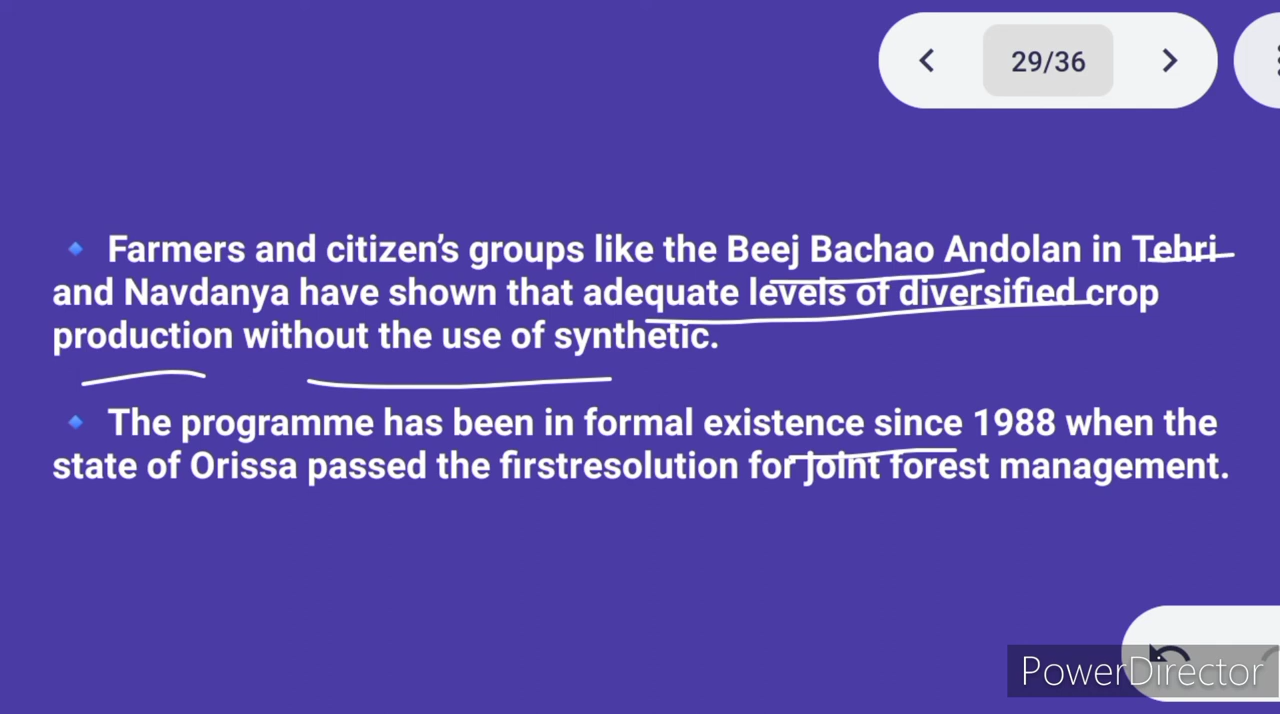 29/36
Farmers and citizen's groups like the Beej Bachao Andolan in Tehri
and Navdanya have shown that adequate levels of diversified crop
production without the use of synthetic.
The programme has been in formal existence since 1988 when the
state of Orissa passed the firstresolution for joint forest management.
PowerDirector